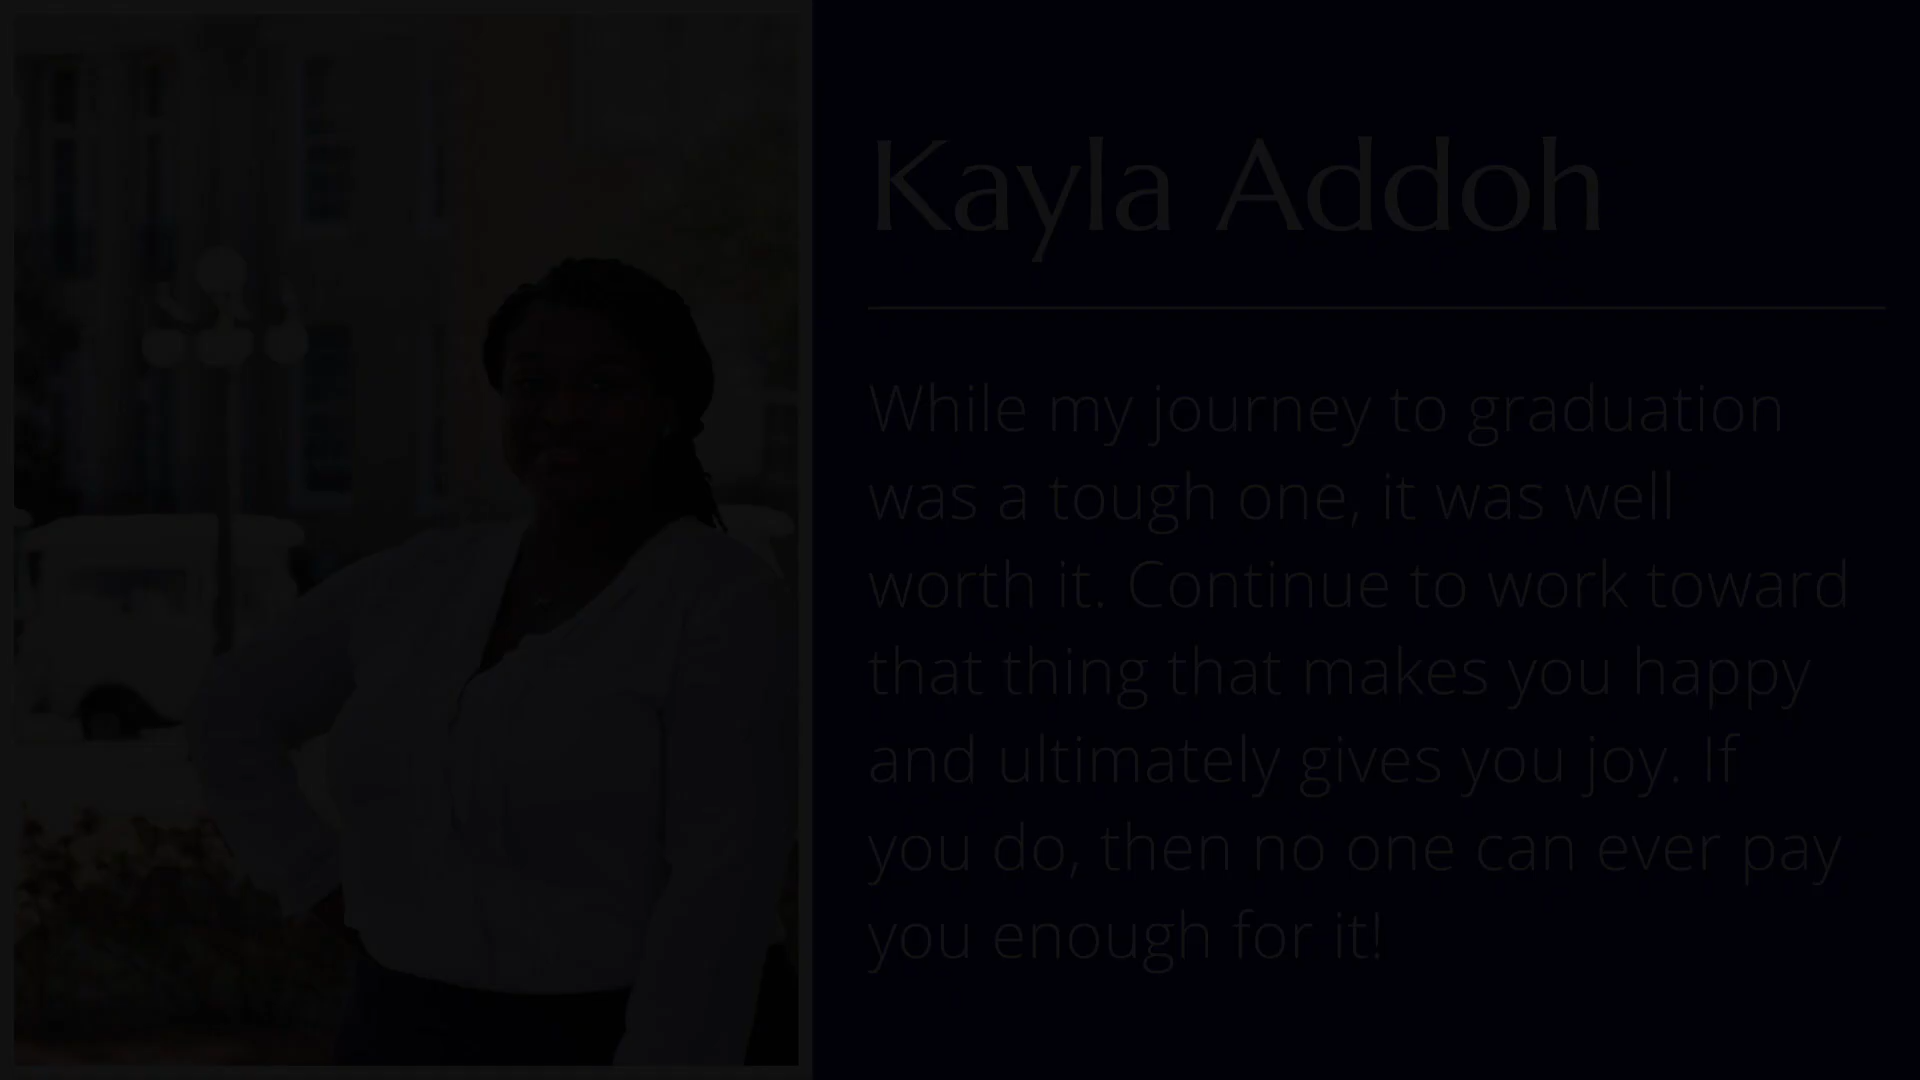 Kayla Addoh
While my journey to graduation
was a tough one, it was well
worth it. Continue to work toward
that thing that makes you happy
and ultimately gives you joy. If
you do, then no one can ever pay
you enough for it!